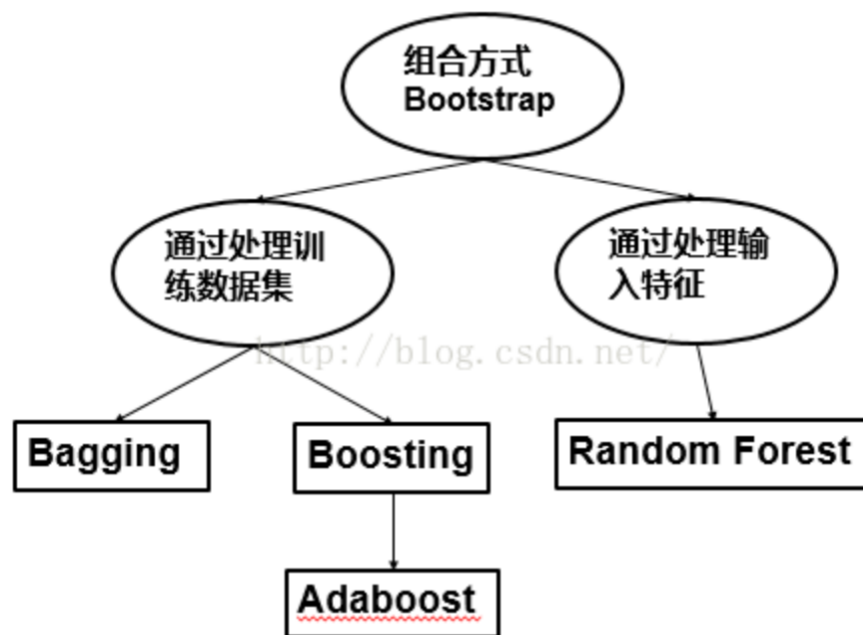 组合方式
Bootstrap
通过处理训
练数据集
通过处理输
入特征
http://blog.csdn.net/
Bagging
Boosting
Random Forest
Adaboost